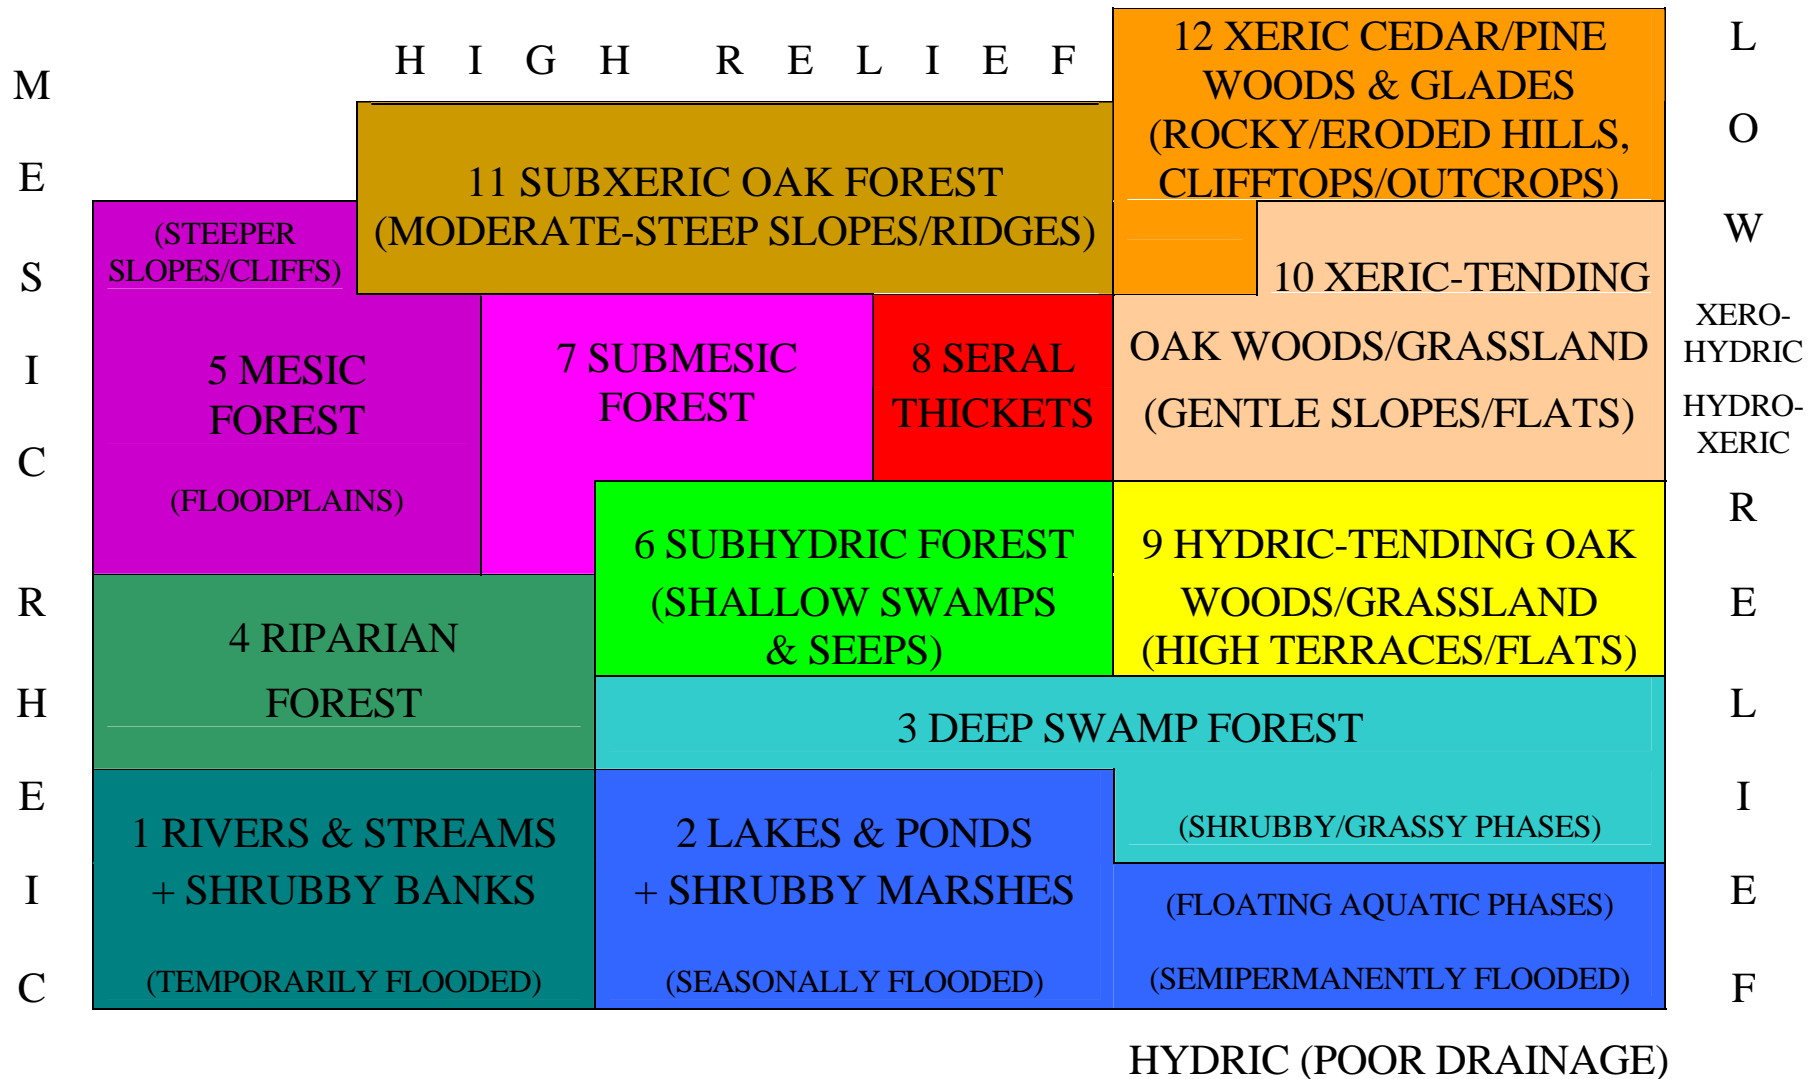 H I G H R E L I E F
12 XERIC CEDAR/PINE
WOODS & GLADES
(ROCKY/ERODED HILLS,
CLIFFTOPS/OUTCROPS)
11 SUBXERIC OAK FOREST
(MODERATE-STEEP SLOPES/RIDGES)
(STEEPER
SLOPES/CLIFFS)
5 MESIC
FOREST
(FLOODPLAINS)
7 SUBMESIC
FOREST
8 SERAL
THICKETS
10 XERIC-TENDING
OAK WOODS/GRASSLAND
(GENTLE SLOPES/FLATS)
6 SUBHYDRIC FOREST
(SHALLOW SWAMPS
& SEEPS)
9 HYDRIC-TENDING OAK
WOODS/GRASSLAND
(HIGH TERRACES/FLATS)
4 RIPARIAN
FOREST
3 DEEP SWAMP FOREST
(SHRUBBY/GRASSY PHASES)
1 RIVERS & STREAMS
+ SHRUBBY BANKS
(TEMPORARILY FLOODED)
2 LAKES & PONDS
+ SHRUBBY MARSHES
(SEASONALLY FLOODED)
(FLOATING AQUATIC PHASES)
(SEMIPERMANENTLY FLOODED)
HYDRIC (POOR DRAINAGE)
M
E
S
I
C
R
H
E
I
C
L
O
W
XERO-
HYDRIC
HYDRO-
XERIC
R
E
L
I
E
F